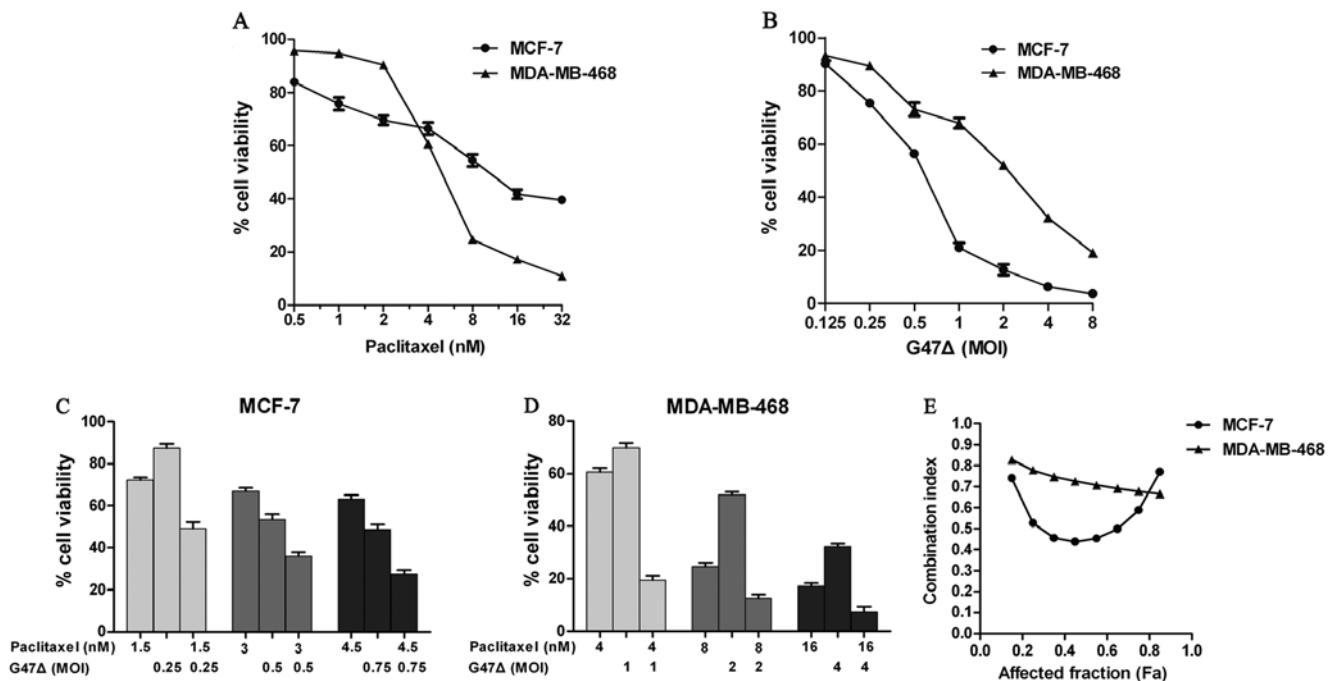 A
MCF-7
MDA-MB-468
% cell viability
100
80
60
40
20
0
0.5 1 2 4 8 16 32
Paclitaxel (nM)
B
MCF-7
MDA-MB-468
% cell viability
100
80
60
40
20
0
0.125 0.25 0.5 1 2 4 8
G47Δ (MOI)
C
MCF-7
% cell viability
100
80
60
40
20
0
Paclitaxel (nM) 1.5 1.5 3 3 4.5 4.5
G47Δ (MOI) 0.25 0.25 0.5 0.5 0.75 0.75
D
MDA-MB-468
% cell viability
80
60
40
20
0
Paclitaxel (nM) 4 4 8 8 16 16
G47Δ (MOI) 1 1 2 2 4 4
E
MCF-7
MDA-MB-468
Combination index
1.0
0.9
0.8
0.7
0.6
0.5
0.4
0.3
0.2
0.1
0.0
0.0 0.2 0.4 0.6 0.8 1.0
Affected fraction (Fa)